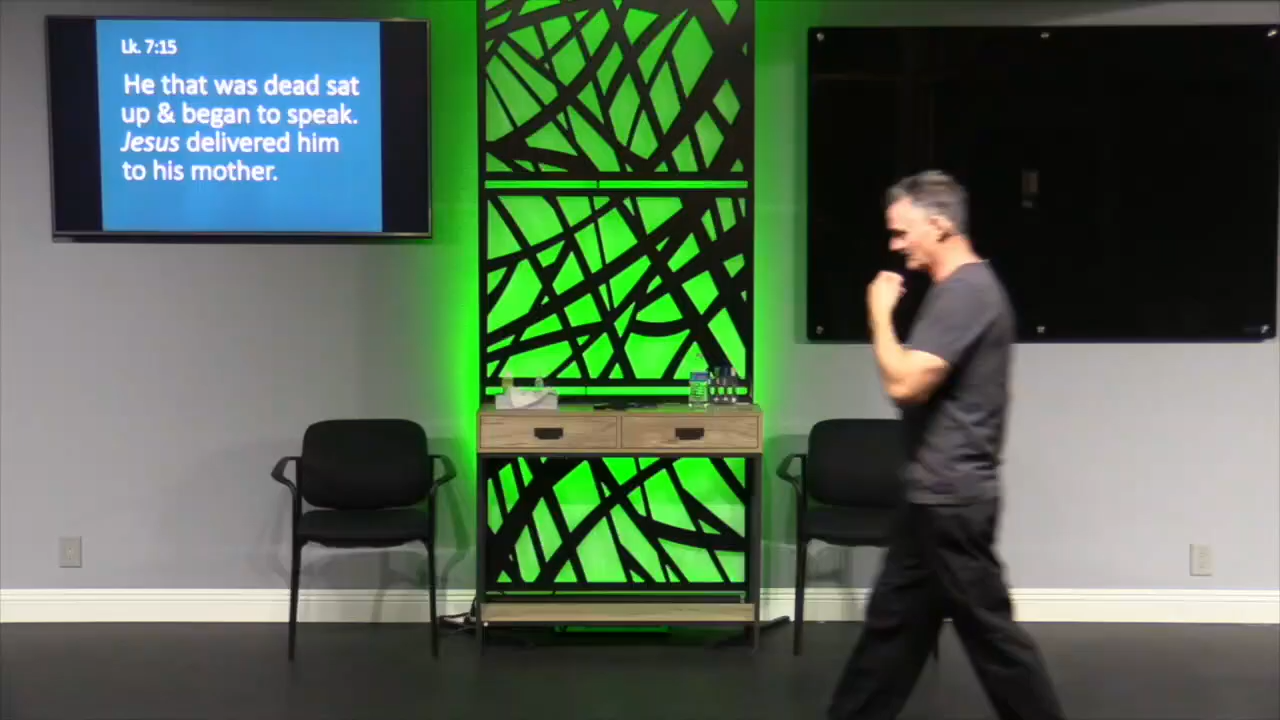 Lk. 7:15
He that was dead sat
up & began to speak.
Jesus delivered him
to his mother.